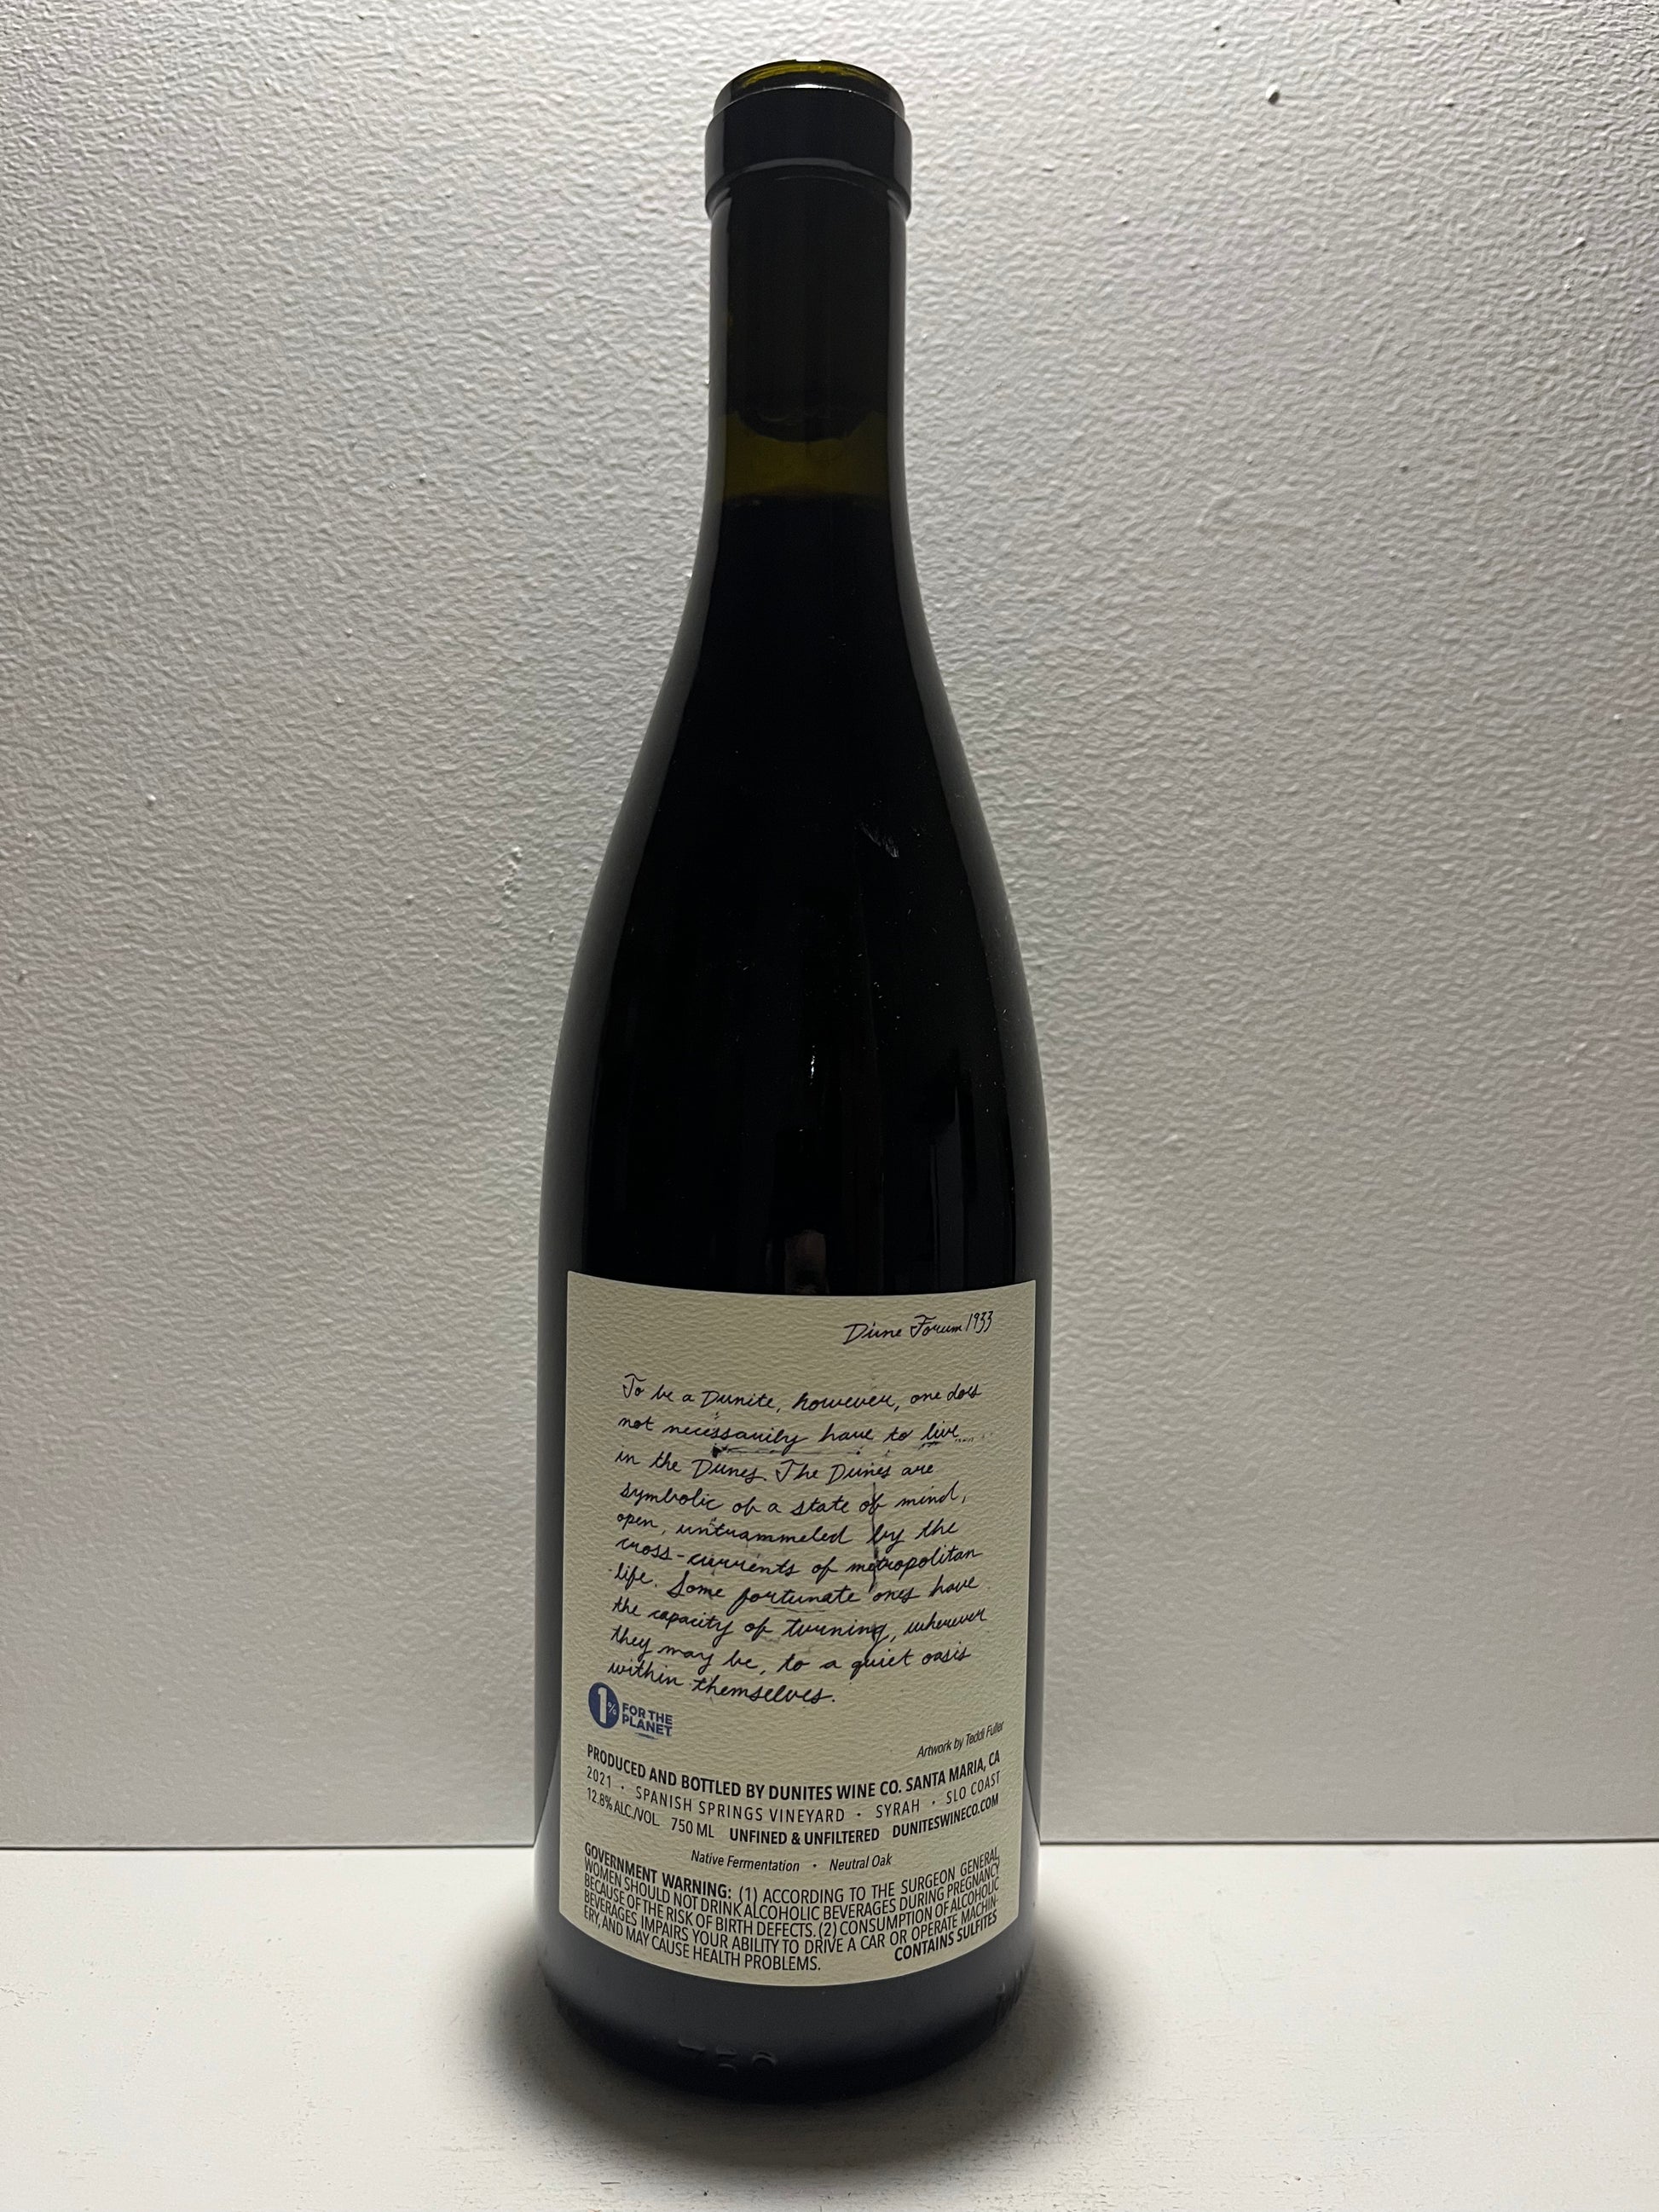 Dune Forum 1933
To be a Dunite, however, one does
not necessarily have to live
in the Dunes. The Dunes are
symbolic of a state of mind,
open, untrammeled by the
cross-currents of metropolitan
life. Some fortunate ones have
the capacity of turning, wherever
they may be, to a quiet oasis
within themselves.
1% FOR THE
PLANET
Artwork by Teddi Fuller
PRODUCED AND BOTTLED BY DUNITES WINE CO. SANTA MARIA, CA
2021 • SPANISH SPRINGS VINEYARD • SYRAH • SLO COAST
12.8% ALC./VOL. 750 ML UNFINED & UNFILTERED DUNITESWINECO.COM
Native Fermentation • Neutral Oak
GOVERNMENT WARNING: (1) ACCORDING TO THE SURGEON GENERAL
WOMEN SHOULD NOT DRINK ALCOHOLIC BEVERAGES DURING PREGNANCY
BECAUSE OF THE RISK OF BIRTH DEFECTS. (2) CONSUMPTION OF ALCOHOLIC
BEVERAGES IMPAIRS YOUR ABILITY TO DRIVE A CAR OR OPERATE MACHIN-
ERY, AND MAY CAUSE HEALTH PROBLEMS. CONTAINS SULFITES
750